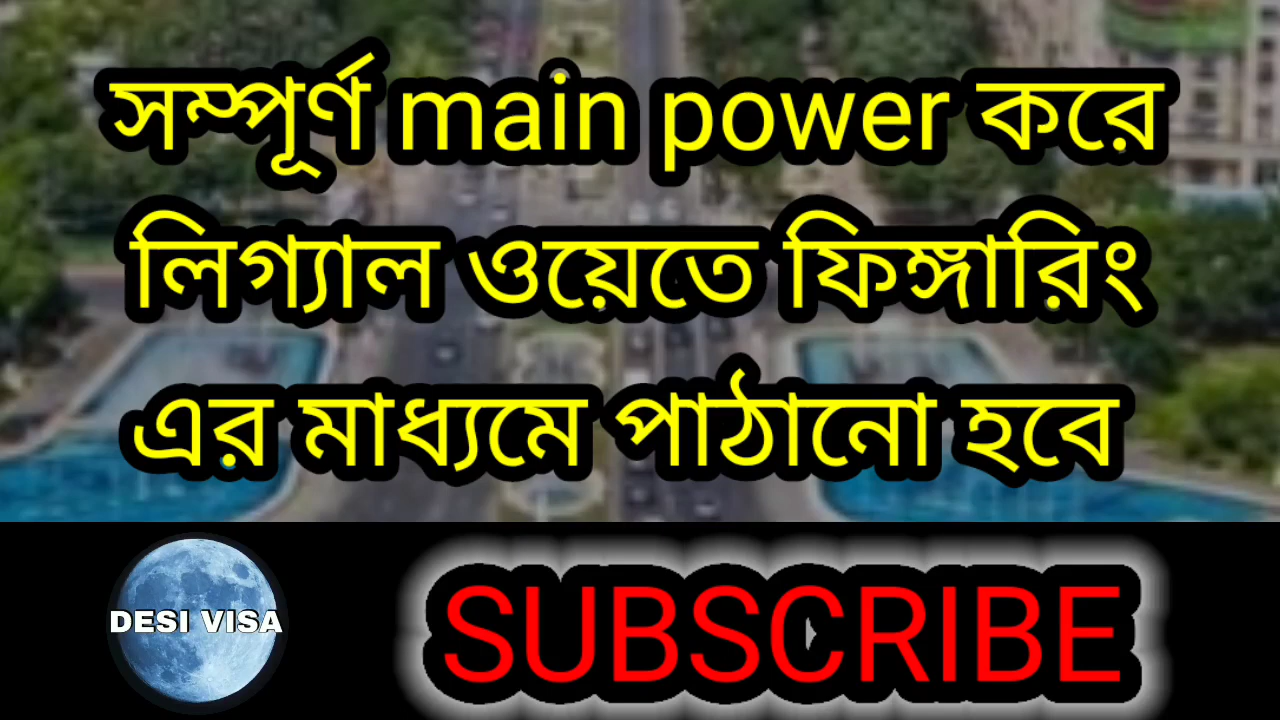 সম্পূর্ণ main power করে
লিগ্যাল ওয়েতে ফিঙ্গারিং
এর মাধ্যমে পাঠানো হবে
DESI VISA
SUBSCRIBE